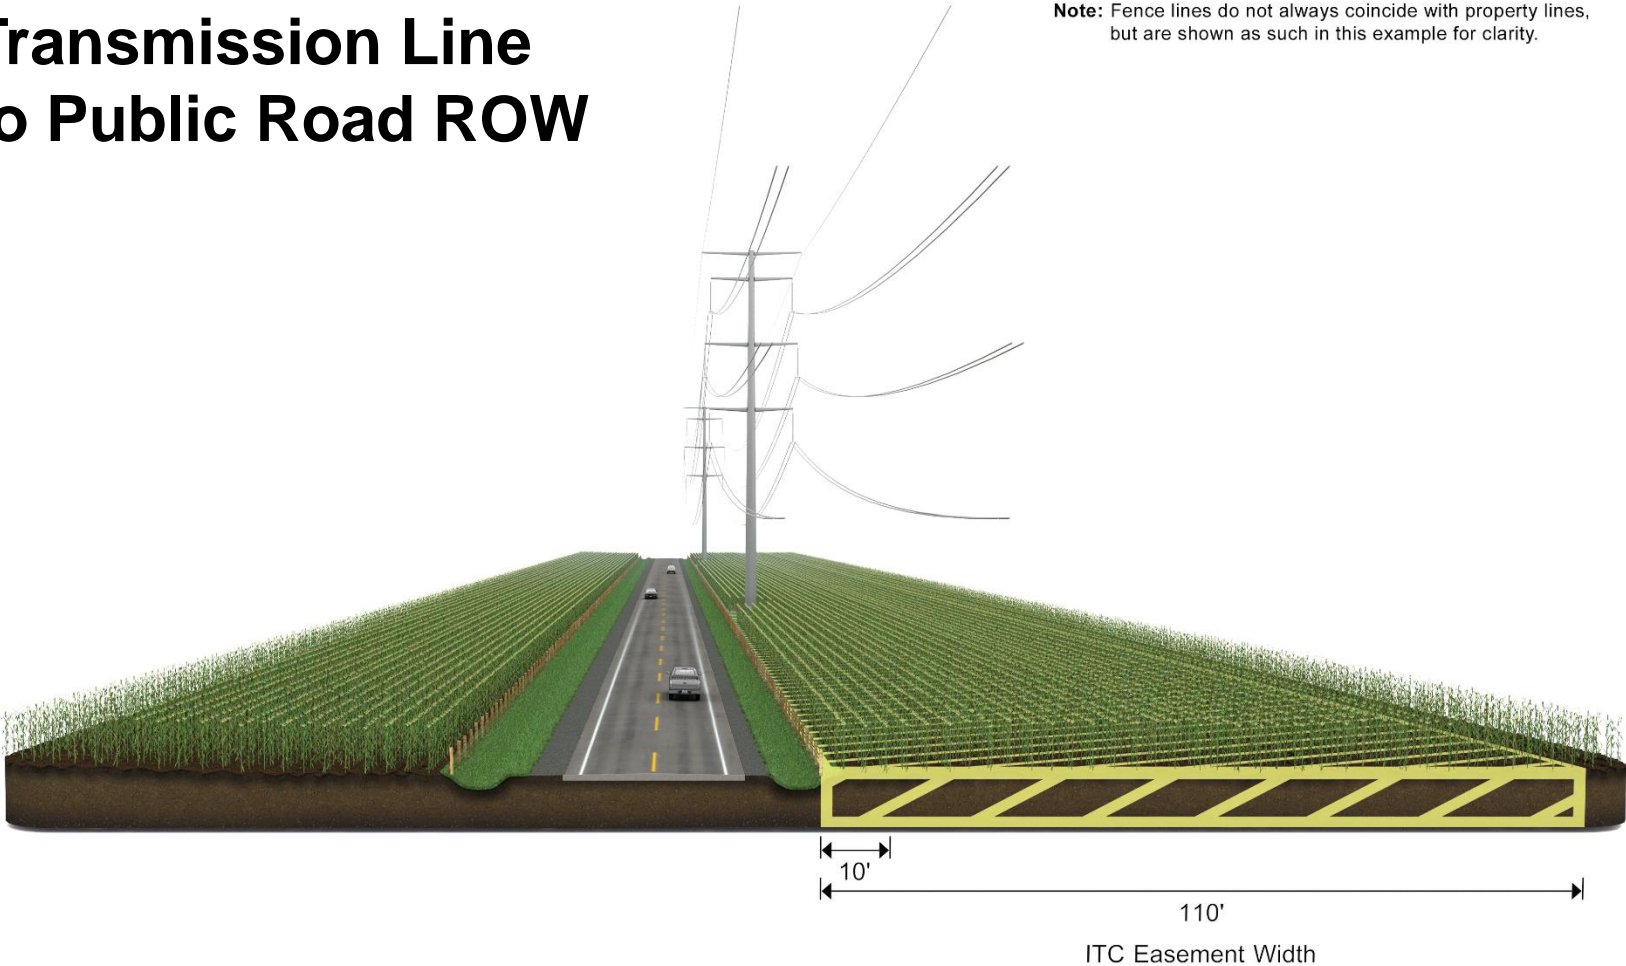 ransmission Line
o Public Road ROW
Note: Fence lines do not always coincide with property lines,
but are shown as such in this example for clarity.
10'
110'
ITC Easement Width